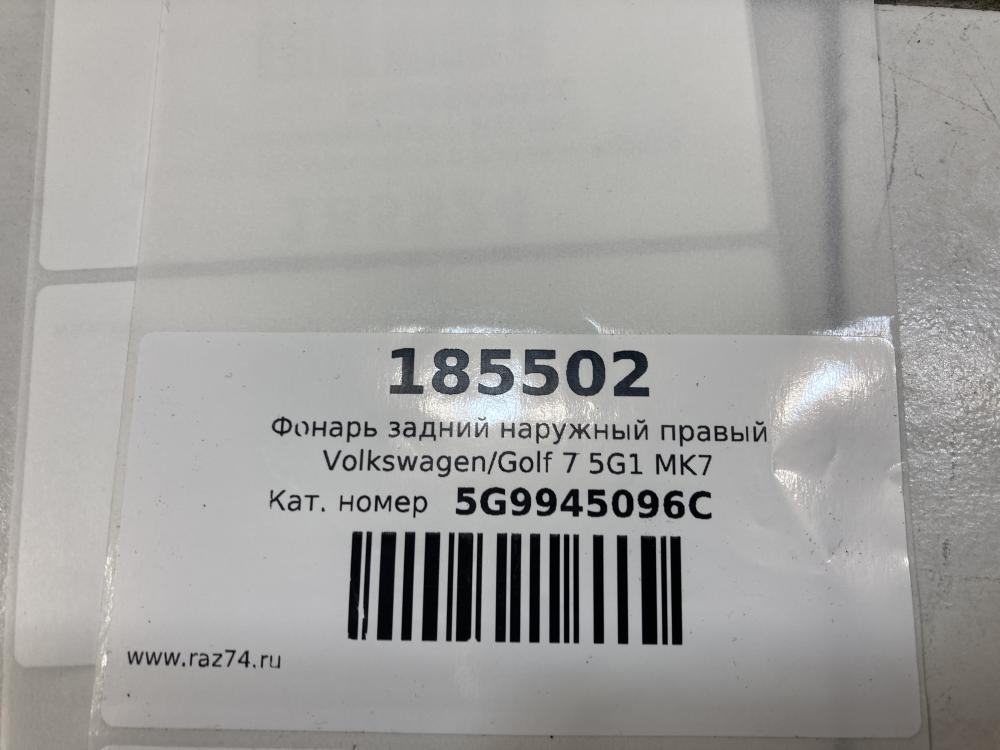 185502
Фонарь задний наружный правый
Volkswagen/Golf 7 5G1 MK7
Кат. номер 5G9945096C
www.raz74.ru